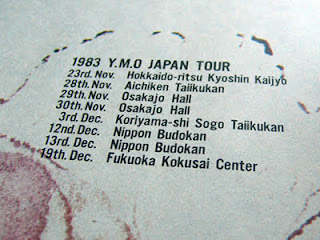 1983 Y.M.O JAPAN TOUR
23rd. Nov. Hokkaido-ritsu Kyoshin Kaijyo
28th. Nov. Aichiken Taiikukan
29th. Nov. Osakajo Hall
30th. Nov. Osakajo Hall
3rd. Dec. Koriyama-shi Sogo Taiikukan
12nd. Dec. Nippon Budokan
13rd. Dec. Nippon Budokan
19th. Dec. Fukuoka Kokusai Center